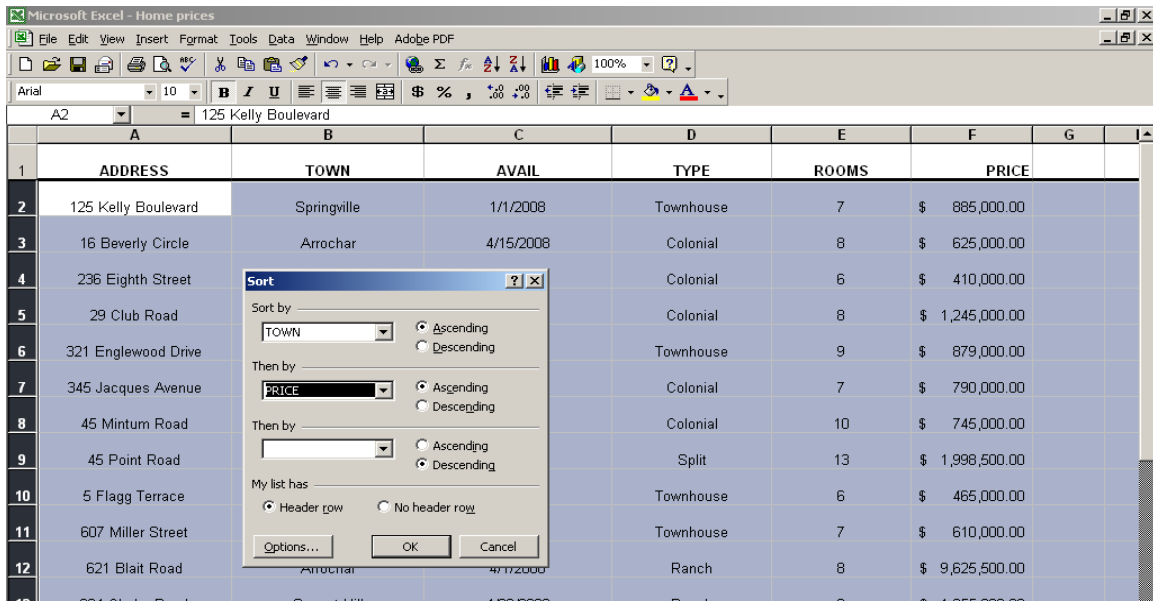 Microsoft Excel - Home prices
File Edit View Insert Format Tools Data Window Help Adobe PDF
100%
Arial 10 B I U $ % ,
A2 = 125 Kelly Boulevard
A B C D E F G
1 ADDRESS TOWN AVAIL TYPE ROOMS PRICE
2 125 Kelly Boulevard Springville 1/1/2008 Townhouse 7 $ 885,000.00
3 16 Beverly Circle Arrochar 4/15/2008 Colonial 8 $ 625,000.00
4 236 Eighth Street Colonial 6 $ 410,000.00
5 29 Club Road Colonial 8 $ 1,245,000.00
6 321 Englewood Drive Townhouse 9 $ 879,000.00
7 345 Jacques Avenue Colonial 7 $ 790,000.00
8 45 Mintum Road Colonial 10 $ 745,000.00
9 45 Point Road Split 13 $ 1,998,500.00
10 5 Flagg Terrace Townhouse 6 $ 465,000.00
11 607 Miller Street Townhouse 7 $ 610,000.00
12 621 Blait Road Arrochar Ranch 8 $ 9,625,500.00
Sort
Sort by
TOWN Ascending
Descending
Then by
PRICE Ascending
Descending
Then by
Ascending
Descending
My list has
Header row No header row
Options... OK Cancel